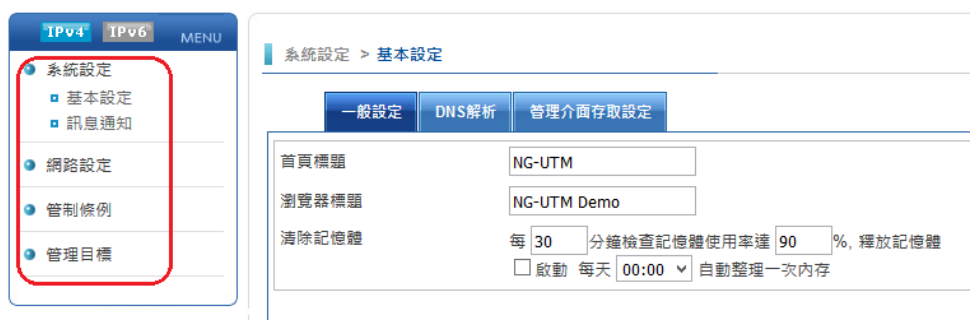 IPv4 IPv6 MENU
系統設定
基本設定
訊息通知
網路設定
管制條例
管理目標
系統設定 > 基本設定
一般設定 DNS解析 管理介面存取設定
首頁標題 NG-UTM
瀏覽器標題 NG-UTM Demo
清除記憶體 每 30 分鐘檢查記憶體使用率達 90 %, 釋放記憶體
啟動 每天 00:00 自動整理一次內存